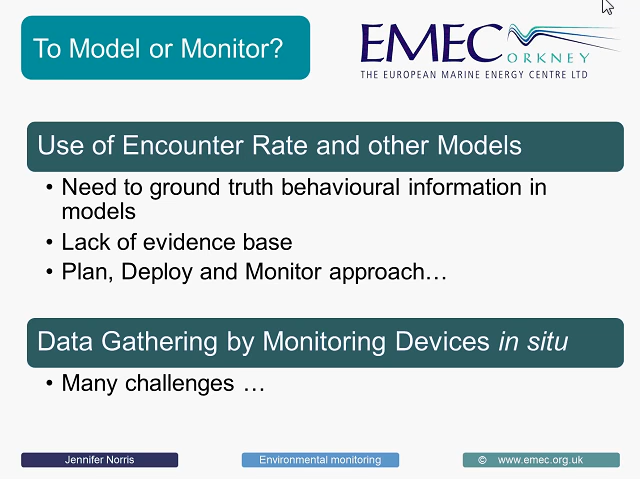 To Model or Monitor?
EMEC
ORKNEY
THE EUROPEAN MARINE ENERGY CENTRE LTD
Use of Encounter Rate and other Models
• Need to ground truth behavioural information in
models
• Lack of evidence base
• Plan, Deploy and Monitor approach…
Data Gathering by Monitoring Devices in situ
• Many challenges …
Jennifer Norris
Environmental monitoring
© www.emec.org.uk